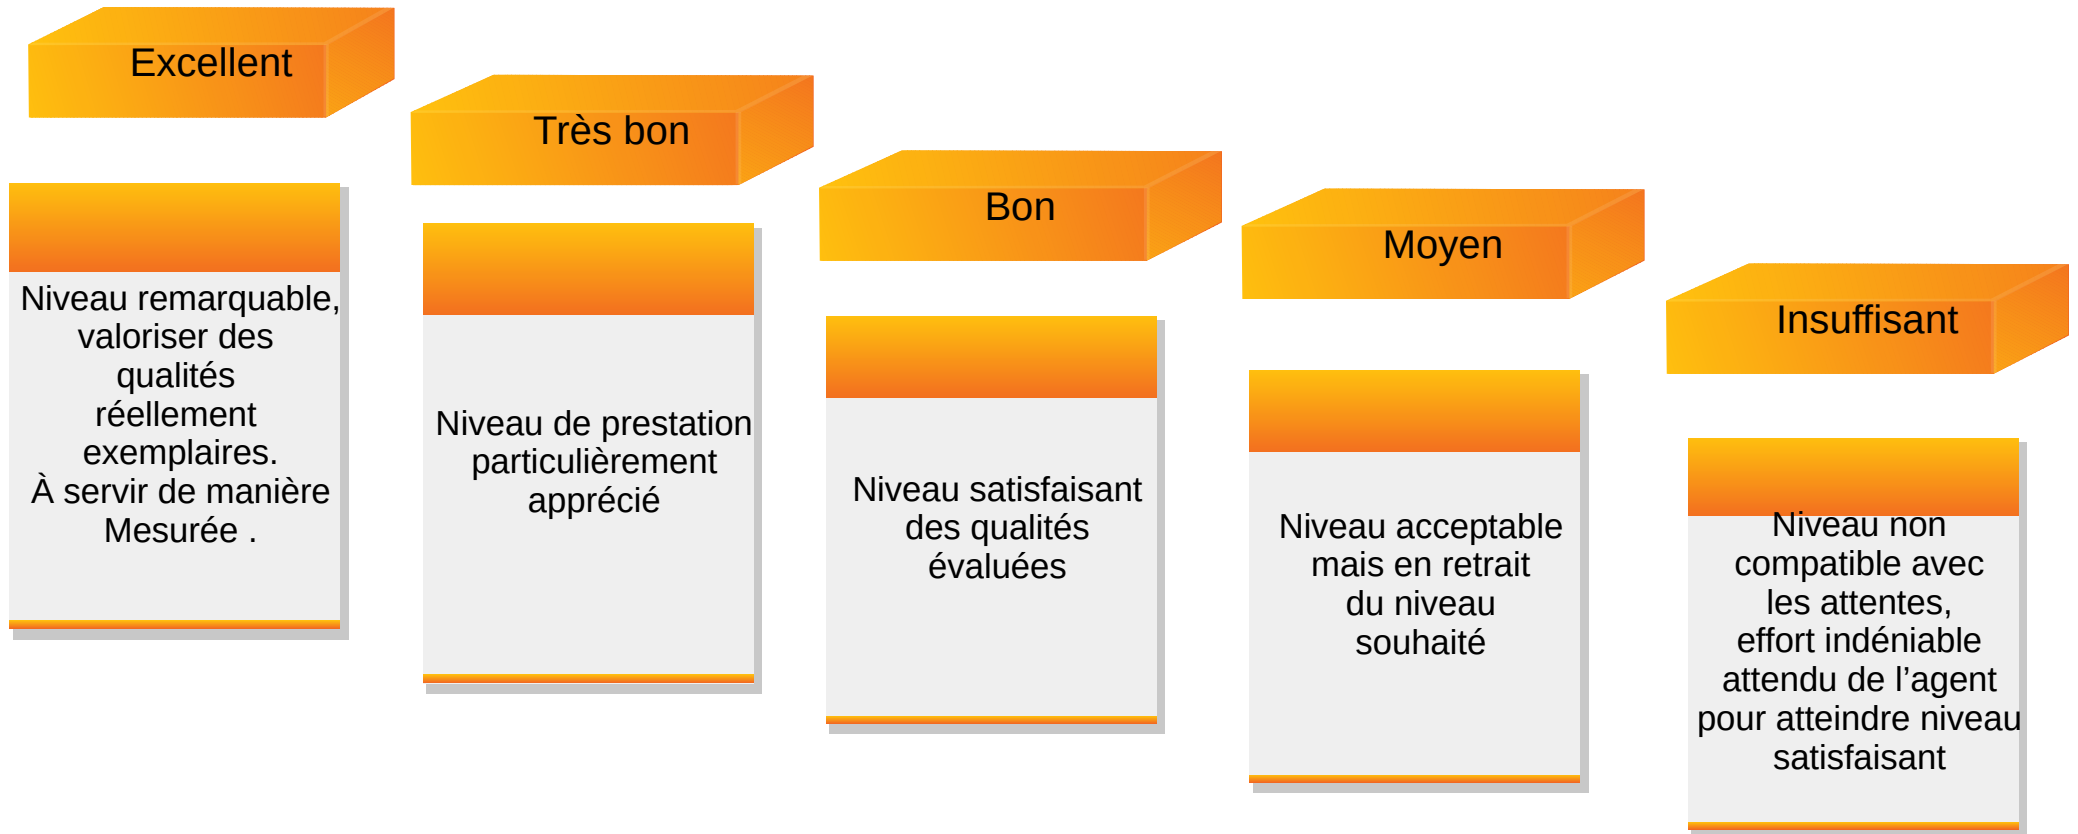 Excellent
Niveau remarquable,
valoriser des
qualités
réellement
exemplaires.
À servir de manière
Mesurée .
Très bon
Niveau de prestation
particulièrement
apprécié
Bon
Niveau satisfaisant
des qualités
évaluées
Moyen
Niveau acceptable
mais en retrait
du niveau
souhaité
Insuffisant
Niveau non
compatible avec
les attentes,
effort indéniable
attendu de l’agent
pour atteindre niveau
satisfaisant